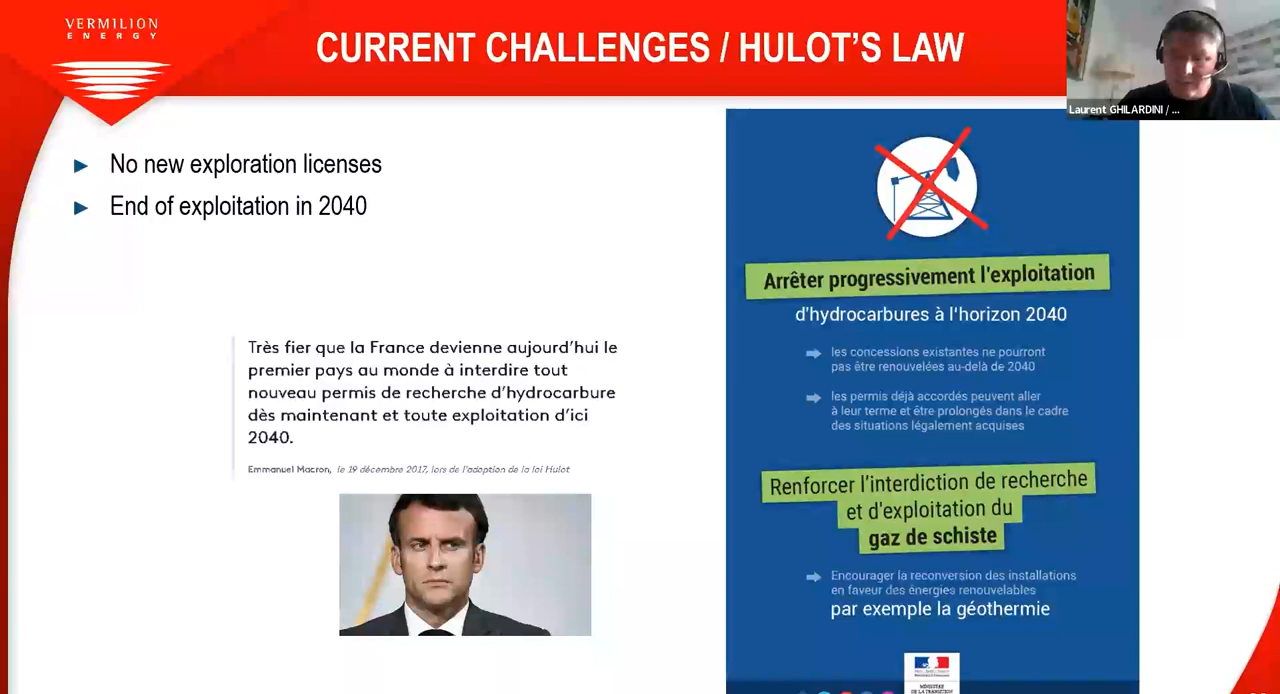 VERMILION
ENERGY
CURRENT CHALLENGES / HULOT'S LAW
Laurent GHILARDINI / ...
► No new exploration licenses
► End of exploitation in 2040
Très fier que la France devienne aujourd'hui le
premier pays au monde à interdire tout
nouveau permis de recherche d'hydrocarbure
dès maintenant et toute exploitation d'ici
2040.
Emmanuel Macron, le 19 décembre 2017, lors de l'adoption de la loi Hulot
Arrêter progressivement l'exploitation
d'hydrocarbures à l'horizon 2040
les concessions existantes ne pourront
pas être renouvelées au-delà de 2040
les permis déjà accordés peuvent aller
à leur terme et être prolongés dans le cadre
des situations légalement acquises
Renforcer l'interdiction de recherche
et d'exploitation du
gaz de schiste
Encourager la reconversion des installations
en faveur des énergies renouvelables
par exemple la géothermie
MINISTÈRE
DE LA TRANSITION